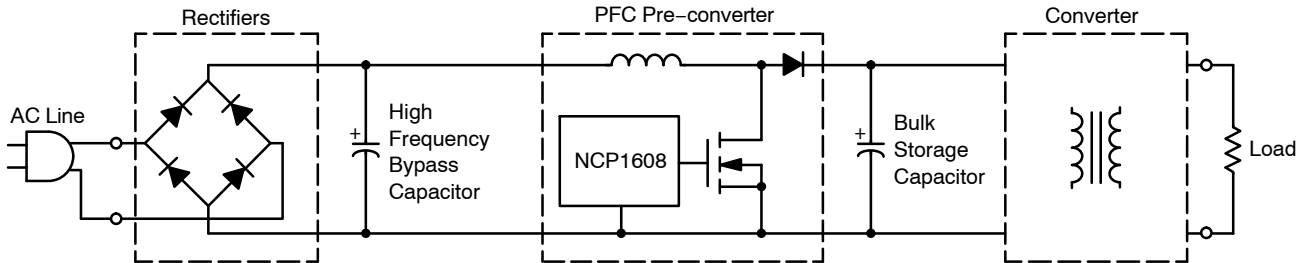 Rectifiers
PFC Pre−converter
Converter
AC Line
+
High
Frequency
Bypass
Capacitor
NCP1608
+
Bulk
Storage
Capacitor
Load